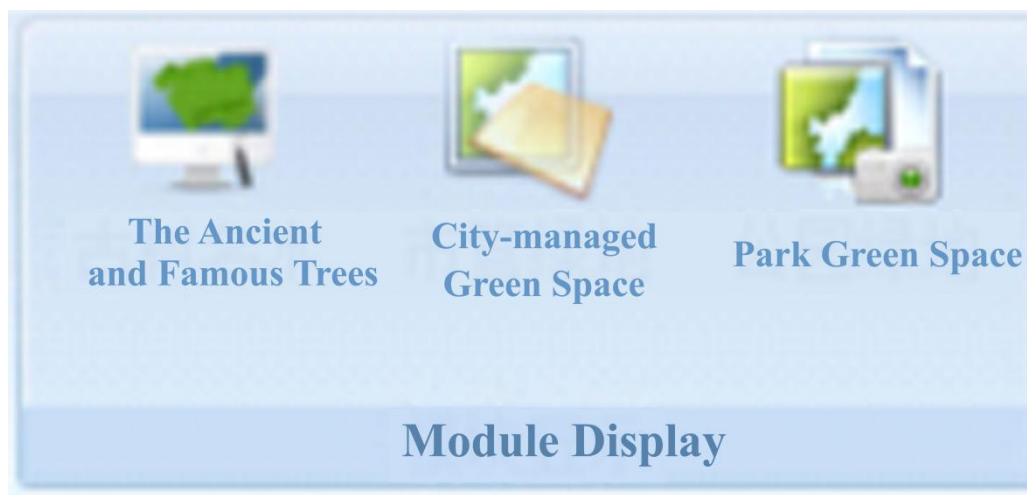 The Ancient
and Famous Trees
City-managed
Green Space
Park Green Space
Module Display